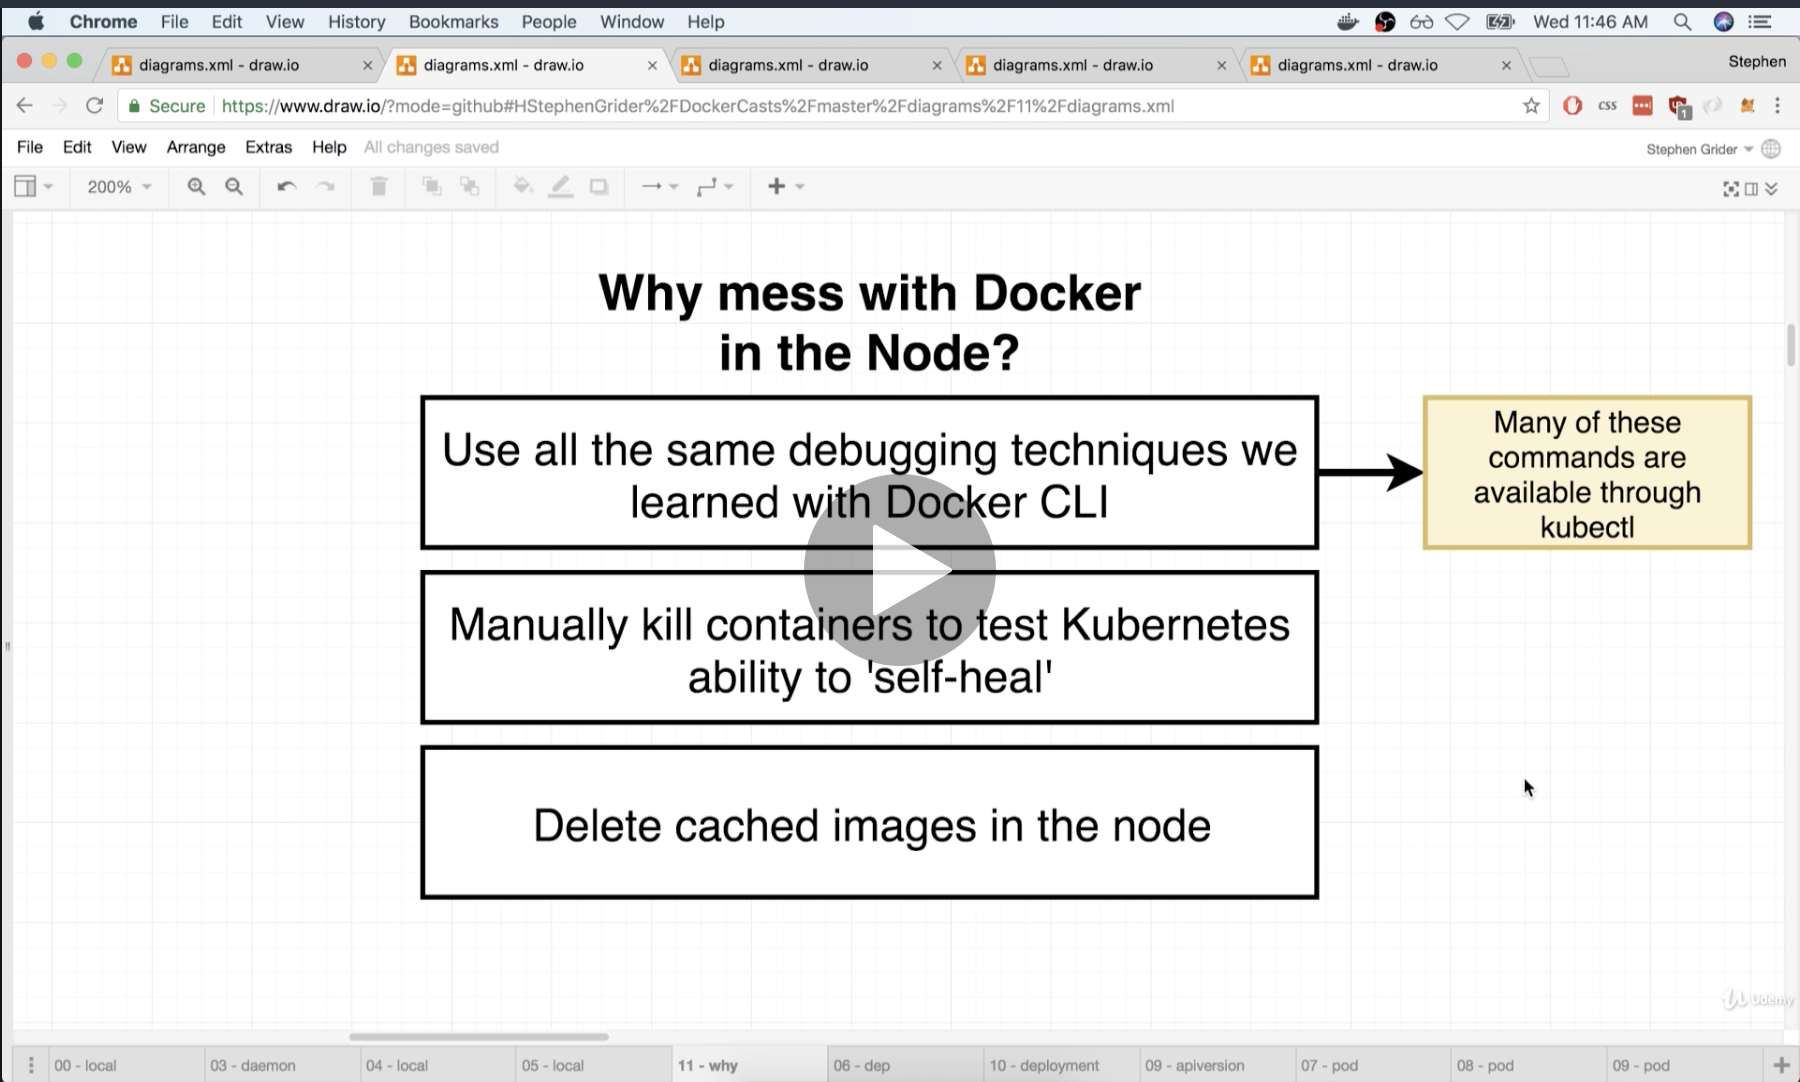 Chrome File Edit View History Bookmarks People Window Help Wed 11:46 AM
diagrams.xml - draw.io diagrams.xml - draw.io diagrams.xml - draw.io diagrams.xml - draw.io diagrams.xml - draw.io Stephen
Secure https://www.draw.io/?mode=github#HStephenGrider%2FDockerCasts%2Fmaster%2Fdiagrams%2F11%2Fdiagrams.xml css 1
File Edit View Arrange Extras Help All changes saved Stephen Grider
200%
Why mess with Docker
in the Node?
Use all the same debugging techniques we
learned with Docker CLI
Many of these
commands are
available through
kubectl
Manually kill containers to test Kubernetes
ability to 'self-heal'
Delete cached images in the node
Udemy
00 - local 03 - daemon 04 - local 05 - local 11 - why 06 - dep 10 - deployment 09 - apiversion 07 - pod 08 - pod 09 - pod